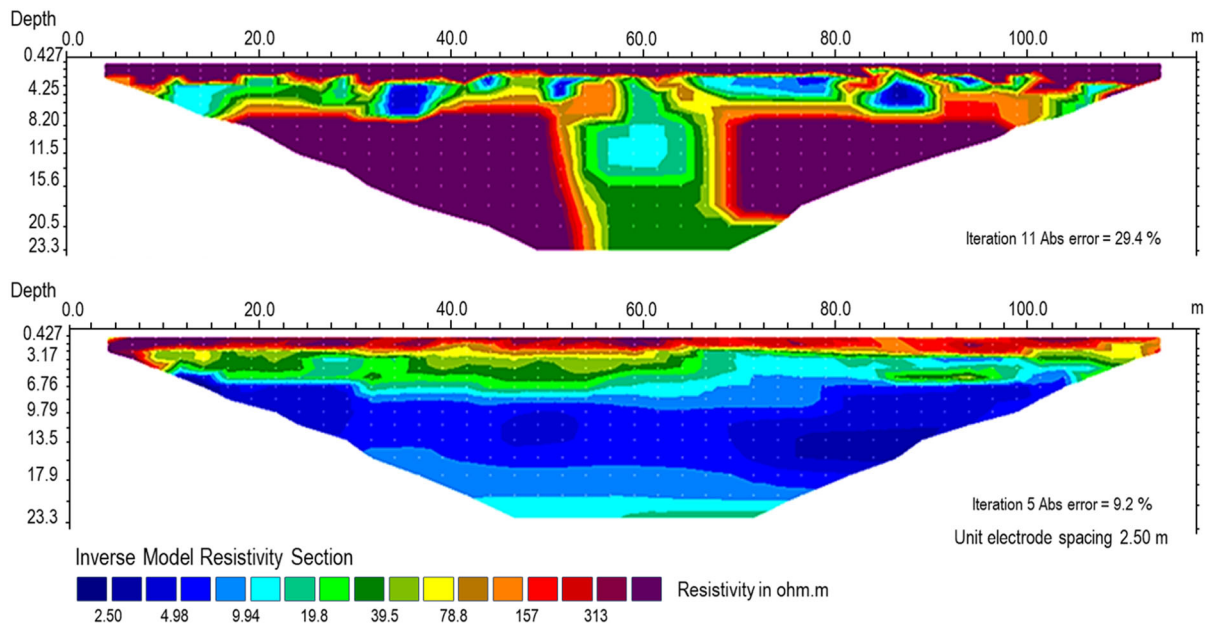 Depth
0.0 20.0 40.0 60.0 80.0 100.0 m
0.427
4.25
8.20
11.5
15.6
20.5
23.3
Iteration 11 Abs error = 29.4 %
Depth
0.0 20.0 40.0 60.0 80.0 100.0 m
0.427
3.17
6.76
9.79
13.5
17.9
23.3
Iteration 5 Abs error = 9.2 %
Unit electrode spacing 2.50 m
Inverse Model Resistivity Section
Resistivity in ohm.m
2.50 4.98 9.94 19.8 39.5 78.8 157 313